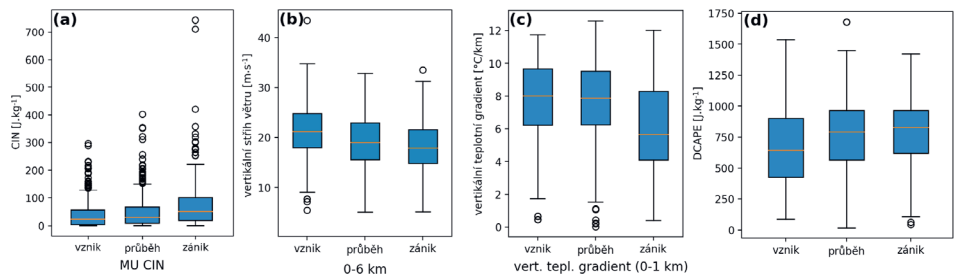 (a)
CIN [J.kg⁻¹]
700
600
500
400
300
200
100
0
vznik průběh zánik
MU CIN
(b)
vertikální střih větru [m·s⁻¹]
40
30
20
10
vznik průběh zánik
0-6 km
(c)
vertikální teplotní gradient [°C/km]
12
10
8
6
4
2
0
vznik průběh zánik
vert. tepl. gradient (0-1 km)
(d)
DCAPE [J.kg⁻¹]
1750
1500
1250
1000
750
500
250
0
vznik průběh zánik